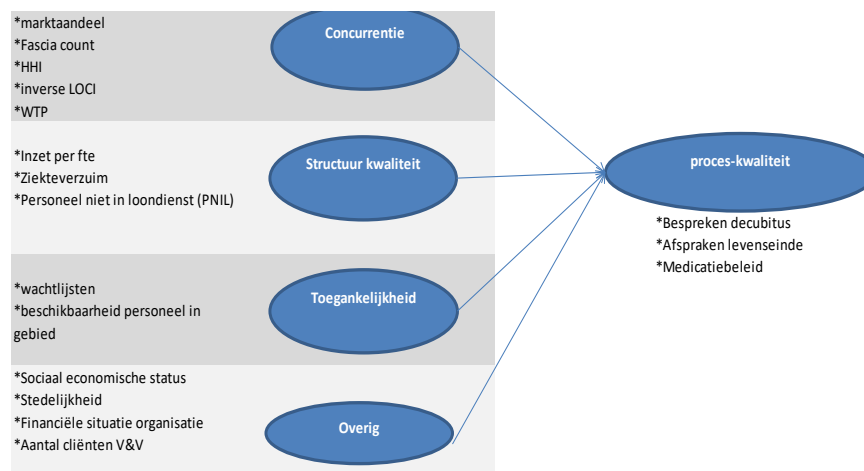 *marktaandeel
*Fascia count
*HHI
*inverse LOCI
*WTP
Concurrentie
*Inzet per fte
*Ziekteverzuim
*Personeel niet in loondienst (PNIL)
Structuur kwaliteit
proces-kwaliteit
*Bespreken decubitus
*Afspraken levenseinde
*Medicatiebeleid
*wachtlijsten
*beschikbaarheid personeel in
gebied
Toegankelijkheid
*Sociaal economische status
*Stedelijkheid
*Financiële situatie organisatie
*Aantal cliënten V&V
Overig